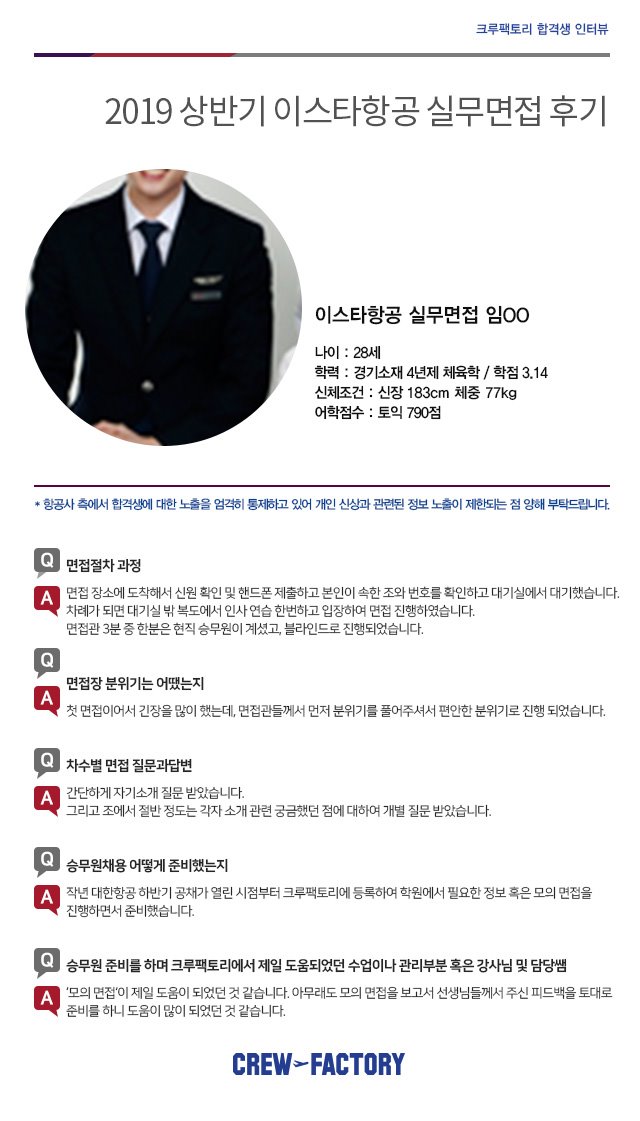 크루팩토리 합격생 인터뷰
2019 상반기 이스타항공 실무면접 후기
이스타항공 실무면접 임OO
나이 : 28세
학력 : 경기소재 4년제 체육학 / 학점 3.14
신체조건 : 신장 183cm 체중 77kg
어학점수 : 토익 790점
* 항공사 측에서 합격생에 대한 노출을 엄격히 통제하고 있어 개인 신상과 관련된 정보 노출이 제한되는 점 양해 부탁드립니다.
Q 면접절차 과정
A 면접 장소에 도착해서 신원 확인 및 핸드폰 제출하고 본인이 속한 조와 번호를 확인하고 대기실에서 대기했습니다.
차례가 되면 대기실 밖 복도에서 인사 연습 한번하고 입장하여 면접 진행하였습니다.
면접관 3분 중 한분은 현직 승무원이 계셨고, 블라인드로 진행되었습니다.
Q 면접장 분위기는 어땠는지
A 첫 면접이어서 긴장을 많이 했는데, 면접관들께서 먼저 분위기를 풀어주셔서 편안한 분위기로 진행 되었습니다.
Q 차수별 면접 질문과답변
A 간단하게 자기소개 질문 받았습니다.
그리고 조에서 절반 정도는 각자 소개 관련 궁금했던 점에 대하여 개별 질문 받았습니다.
Q 승무원채용 어떻게 준비했는지
A 작년 대한항공 하반기 공채가 열린 시점부터 크루팩토리에 등록하여 학원에서 필요한 정보 혹은 모의 면접을
진행하면서 준비했습니다.
Q 승무원 준비를 하며 크루팩토리에서 제일 도움되었던 수업이나 관리부분 혹은 강사님 및 담당쌤
A '모의 면접'이 제일 도움이 되었던 것 같습니다. 아무래도 모의 면접을 보고서 선생님들께서 주신 피드백을 토대로
준비를 하니 도움이 많이 되었던 것 같습니다.
CREW FACTORY